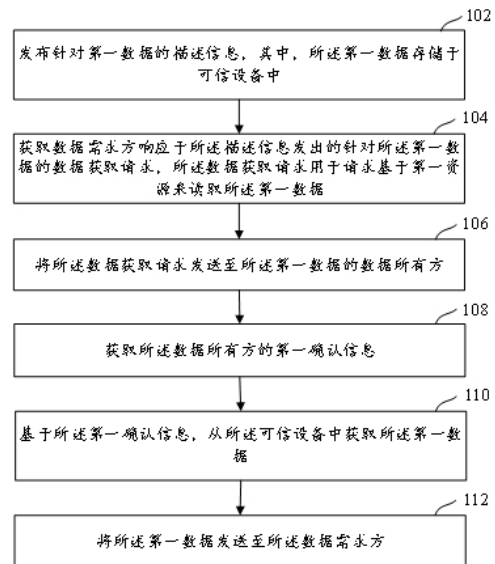 102
发布针对第一数据的描述信息，其中，所述第一数据存储于
可信设备中
104
获取数据需求方响应于所述描述信息发出的针对所述第一数
据的数据获取请求，所述数据获取请求用于请求基于第一资
源来读取所述第一数据
106
将所述数据获取请求发送至所述第一数据的数据所有方
108
获取所述数据所有方的第一确认信息
110
基于所述第一确认信息，从所述可信设备中获取所述第一数
据
112
将所述第一数据发送至所述数据需求方